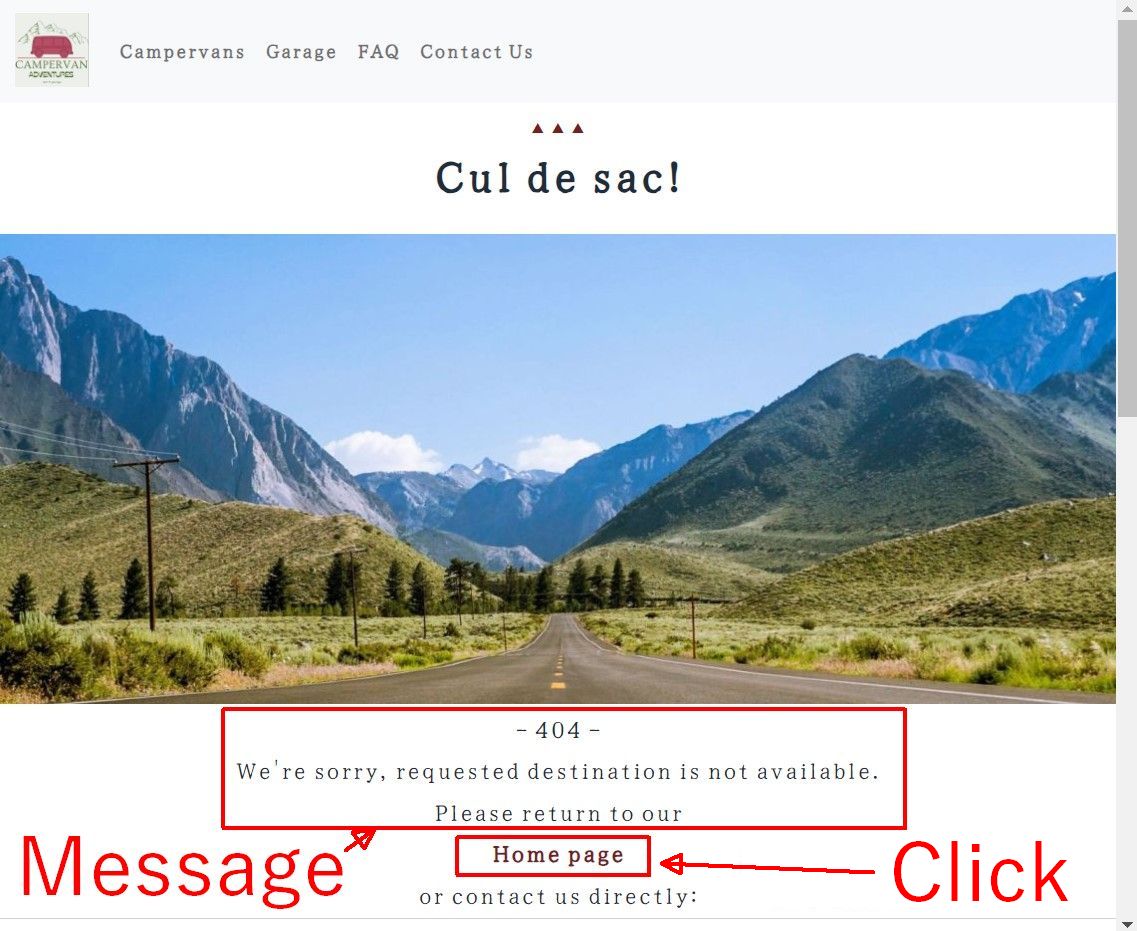 CAMPERVAN
ADVENTURES
Campervans Garage FAQ Contact Us
Cul de sac!
- 404 -
We're sorry, requested destination is not available.
Please return to our
Message
Home page
Click
or contact us directly: